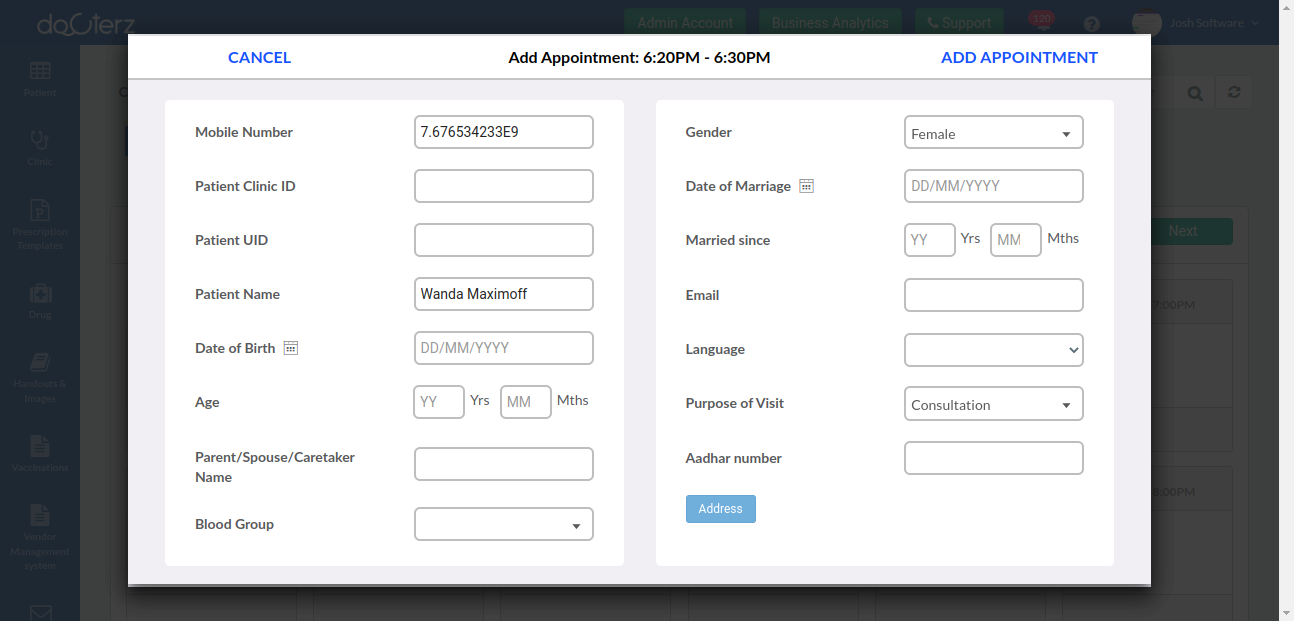 daOcterz
Admin Account
Business Analytics
Support
120
Josh Software
CANCEL
Add Appointment: 6:20PM - 6:30PM
ADD APPOINTMENT
Patient
Clinic
Prescription
Templates
Drug
Handouts &
Images
Vaccinations
Vendor
Management
system
Mobile Number
7.676534233E9
Patient Clinic ID
Patient UID
Patient Name
Wanda Maximoff
Date of Birth
DD/MM/YYYY
Age
YY Yrs MM Mths
Parent/Spouse/Caretaker
Name
Blood Group
Gender
Female
Date of Marriage
DD/MM/YYYY
Married since
YY Yrs MM Mths
Email
Language
Purpose of Visit
Consultation
Aadhar number
Address
Next
7:00PM
8:00PM